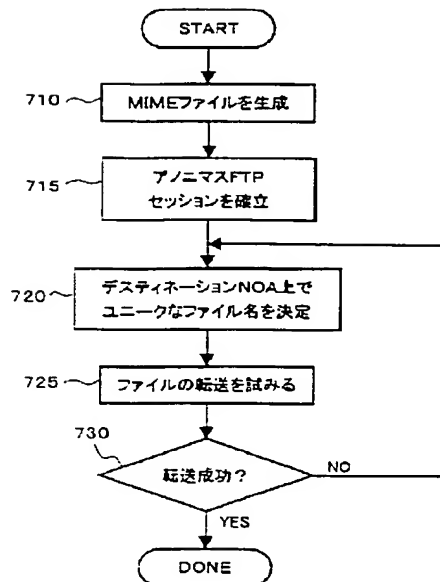 START
710
MIMEファイルを生成
715
アノニマスFTP
セッションを確立
720
デスティネーションNOA上で
ユニークなファイル名を決定
725
ファイルの転送を試みる
730
転送成功？
NO
YES
DONE